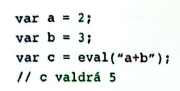 var a = 2;
var b = 3;
var c = eval(“a+b”);
// c valdrá 5